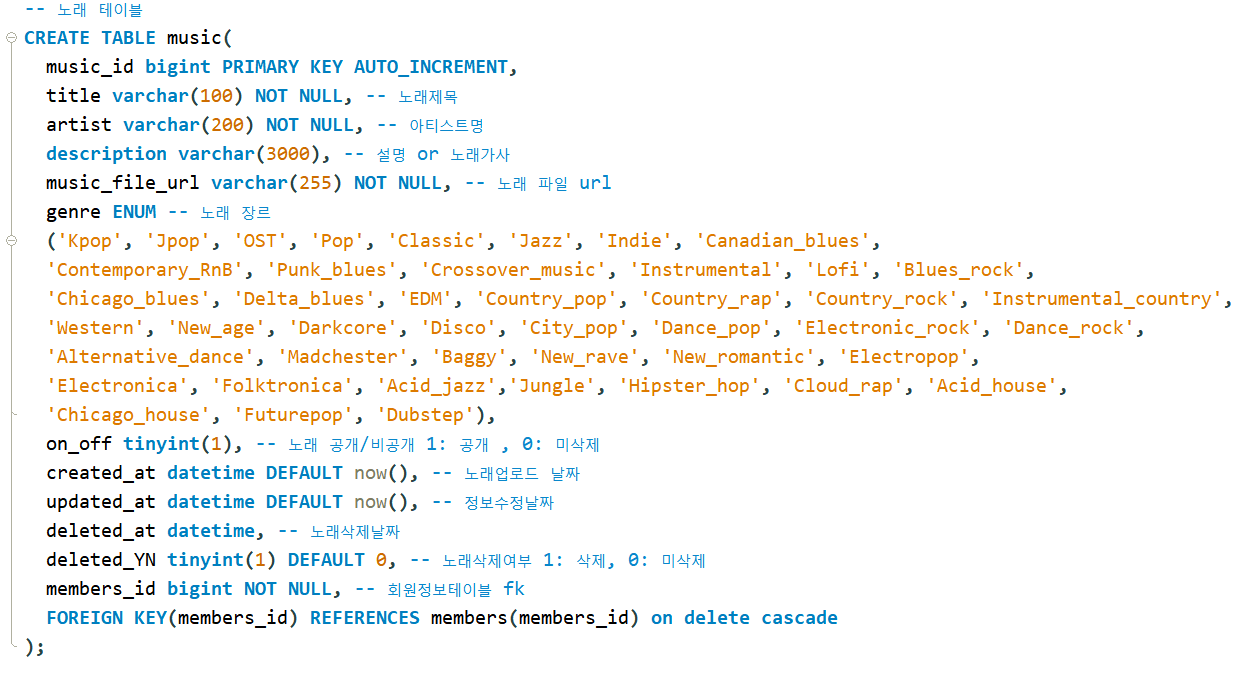 -- 노래 테이블
CREATE TABLE music(
music_id bigint PRIMARY KEY AUTO_INCREMENT,
title varchar(100) NOT NULL, -- 노래제목
artist varchar(200) NOT NULL, -- 아티스트명
description varchar(3000), -- 설명 or 노래가사
music_file_url varchar(255) NOT NULL, -- 노래 파일 url
genre ENUM -- 노래 장르
('Kpop', 'Jpop', 'OST', 'Pop', 'Classic', 'Jazz', 'Indie', 'Canadian_blues',
'Contemporary_RnB', 'Punk_blues', 'Crossover_music', 'Instrumental', 'Lofi', 'Blues_rock',
'Chicago_blues', 'Delta_blues', 'EDM', 'Country_pop', 'Country_rap', 'Country_rock', 'Instrumental_country',
'Western', 'New_age', 'Darkcore', 'Disco', 'City_pop', 'Dance_pop', 'Electronic_rock', 'Dance_rock',
'Alternative_dance', 'Madchester', 'Baggy', 'New_rave', 'New_romantic', 'Electropop',
'Electronica', 'Folktronica', 'Acid_jazz','Jungle', 'Hipster_hop', 'Cloud_rap', 'Acid_house',
'Chicago_house', 'Futurepop', 'Dubstep'),
on_off tinyint(1), -- 노래 공개/비공개 1: 공개 , 0: 미삭제
created_at datetime DEFAULT now(), -- 노래업로드 날짜
updated_at datetime DEFAULT now(), -- 정보수정날짜
deleted_at datetime, -- 노래삭제날짜
deleted_YN tinyint(1) DEFAULT 0, -- 노래삭제여부 1: 삭제, 0: 미삭제
members_id bigint NOT NULL, -- 회원정보테이블 fk
FOREIGN KEY(members_id) REFERENCES members(members_id) on delete cascade
);